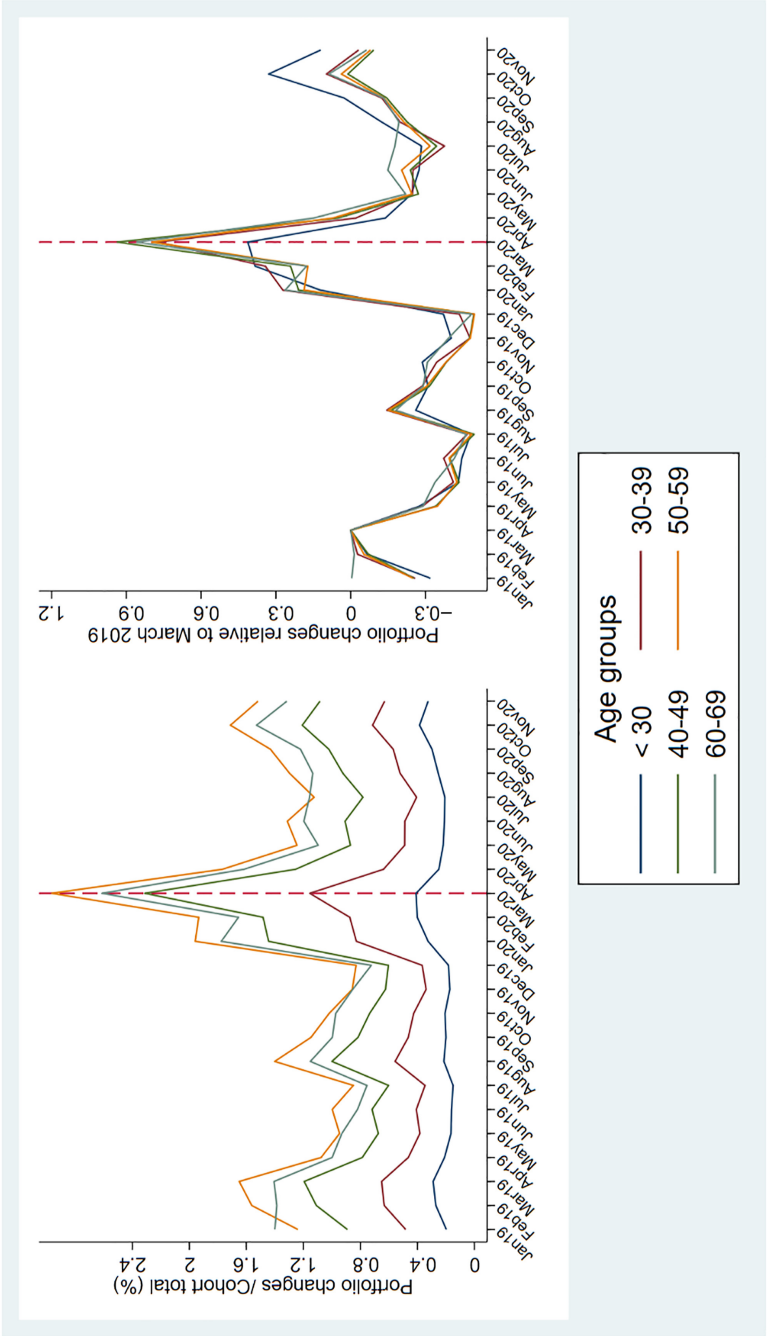 Portfolio changes /Cohort total (%)
0
0.4
0.8
1.2
1.6
2
2.4
Jan19
Feb19
Mar19
Apr19
May19
Jun19
Jul19
Aug19
Sep19
Oct19
Nov19
Dec19
Jan20
Feb20
Mar20
Apr20
May20
Jun20
Jul20
Aug20
Sep20
Oct20
Nov20
Portfolio changes relative to March 2019
−0.3
0
0.3
0.6
0.9
1.2
Jan19
Feb19
Mar19
Apr19
May19
Jun19
Jul19
Aug19
Sep19
Oct19
Nov19
Dec19
Jan20
Feb20
Mar20
Apr20
May20
Jun20
Jul20
Aug20
Sep20
Oct20
Nov20
Age groups
< 30 30-39
40-49 50-59
60-69